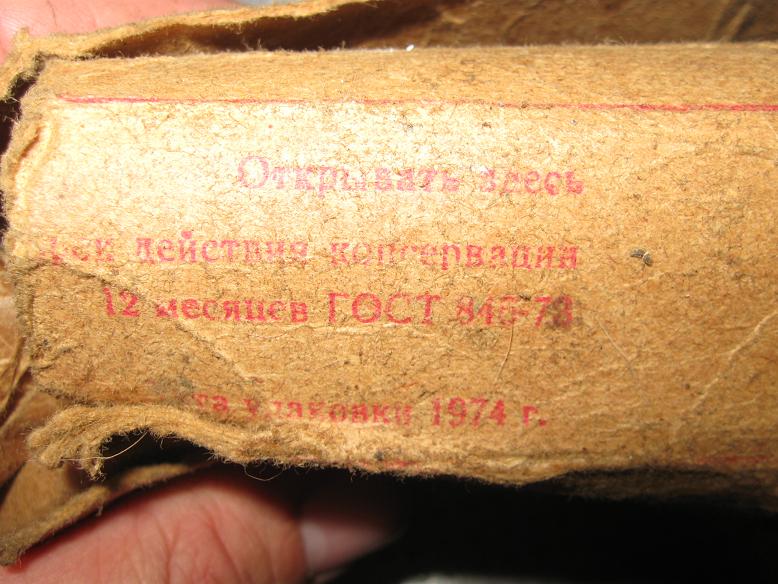 Открывать здесь
действия консервации
12 месяцев ГОСТ
упаковки 1974 г.